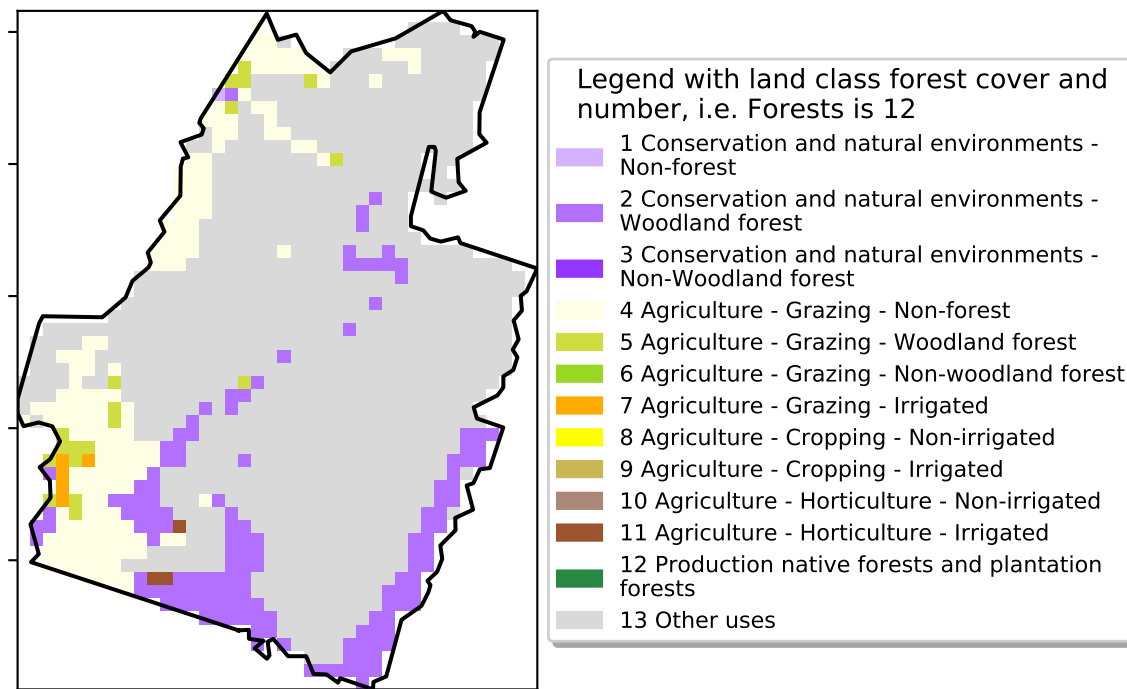 Legend with land class forest cover and
number, i.e. Forests is 12
1 Conservation and natural environments -
Non-forest
2 Conservation and natural environments -
Woodland forest
3 Conservation and natural environments -
Non-Woodland forest
4 Agriculture - Grazing - Non-forest
5 Agriculture - Grazing - Woodland forest
6 Agriculture - Grazing - Non-woodland forest
7 Agriculture - Grazing - Irrigated
8 Agriculture - Cropping - Non-irrigated
9 Agriculture - Cropping - Irrigated
10 Agriculture - Horticulture - Non-irrigated
11 Agriculture - Horticulture - Irrigated
12 Production native forests and plantation
forests
13 Other uses